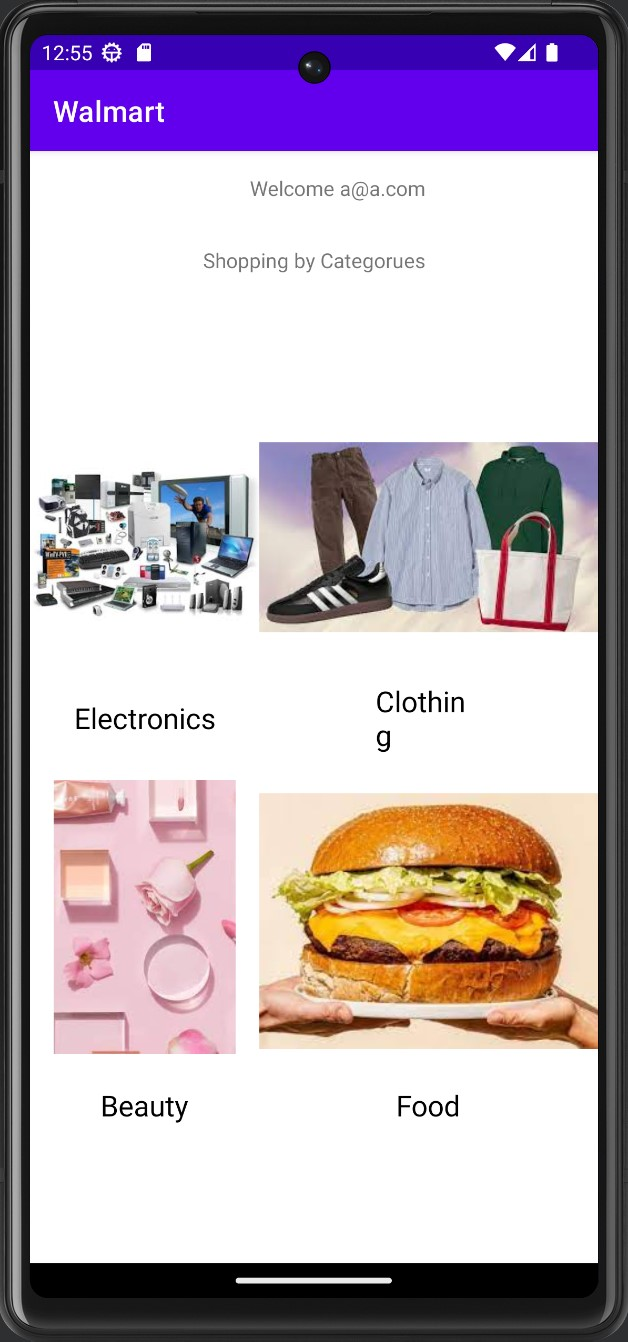 12:55
Walmart
Welcome a@a.com
Shopping by Categorues
Electronics
Clothin
g
Beauty
Food